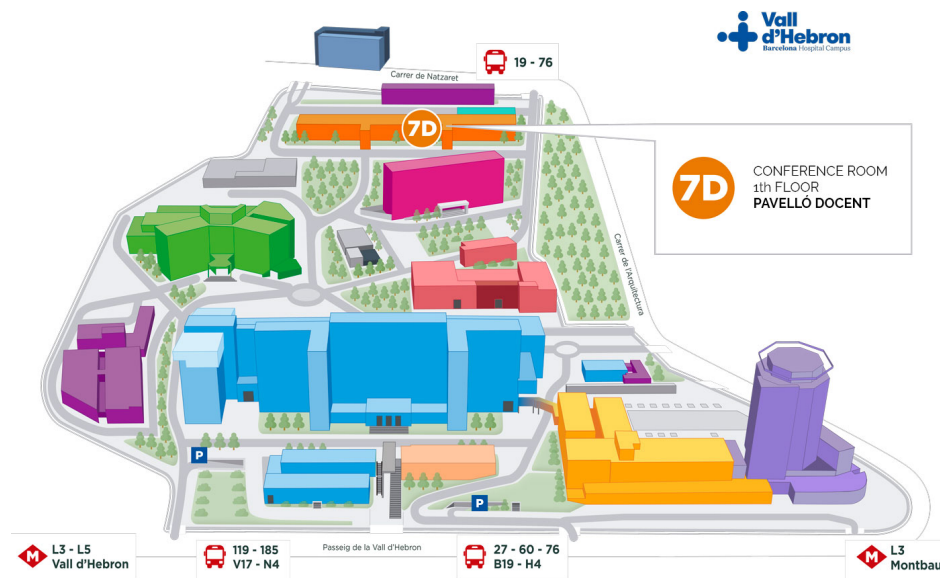 Vall
d'Hebron
Barcelona Hospital Campus
19 - 76
Carrer de Natzaret
7D
7D
CONFERENCE ROOM
1th FLOOR
PAVELLÓ DOCENT
Carrer de l'Arquitectura
P
P
L3 - L5
Vall d'Hebron
119 - 185
V17 - N4
Passeig de la Vall d'Hebron
27 - 60 - 76
B19 - H4
L3
Montbau
M
M